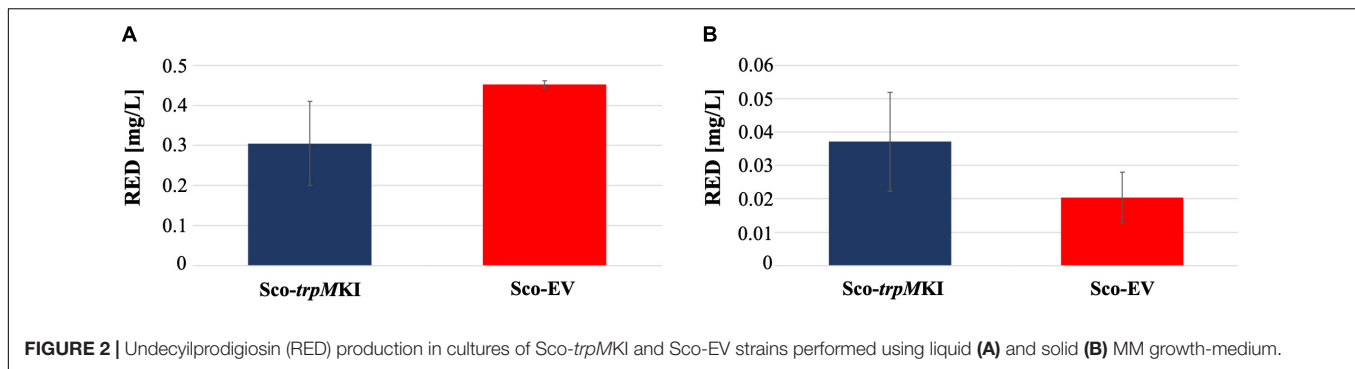 A
RED [mg/L]
0.5
0.4
0.3
0.2
0.1
0
Sco-trpMKI Sco-EV
B
RED [mg/L]
0.06
0.05
0.04
0.03
0.02
0.01
0
Sco-trpMKI Sco-EV
FIGURE 2 | Undecyilprodigiosin (RED) production in cultures of Sco-trpMKI and Sco-EV strains performed using liquid (A) and solid (B) MM growth-medium.